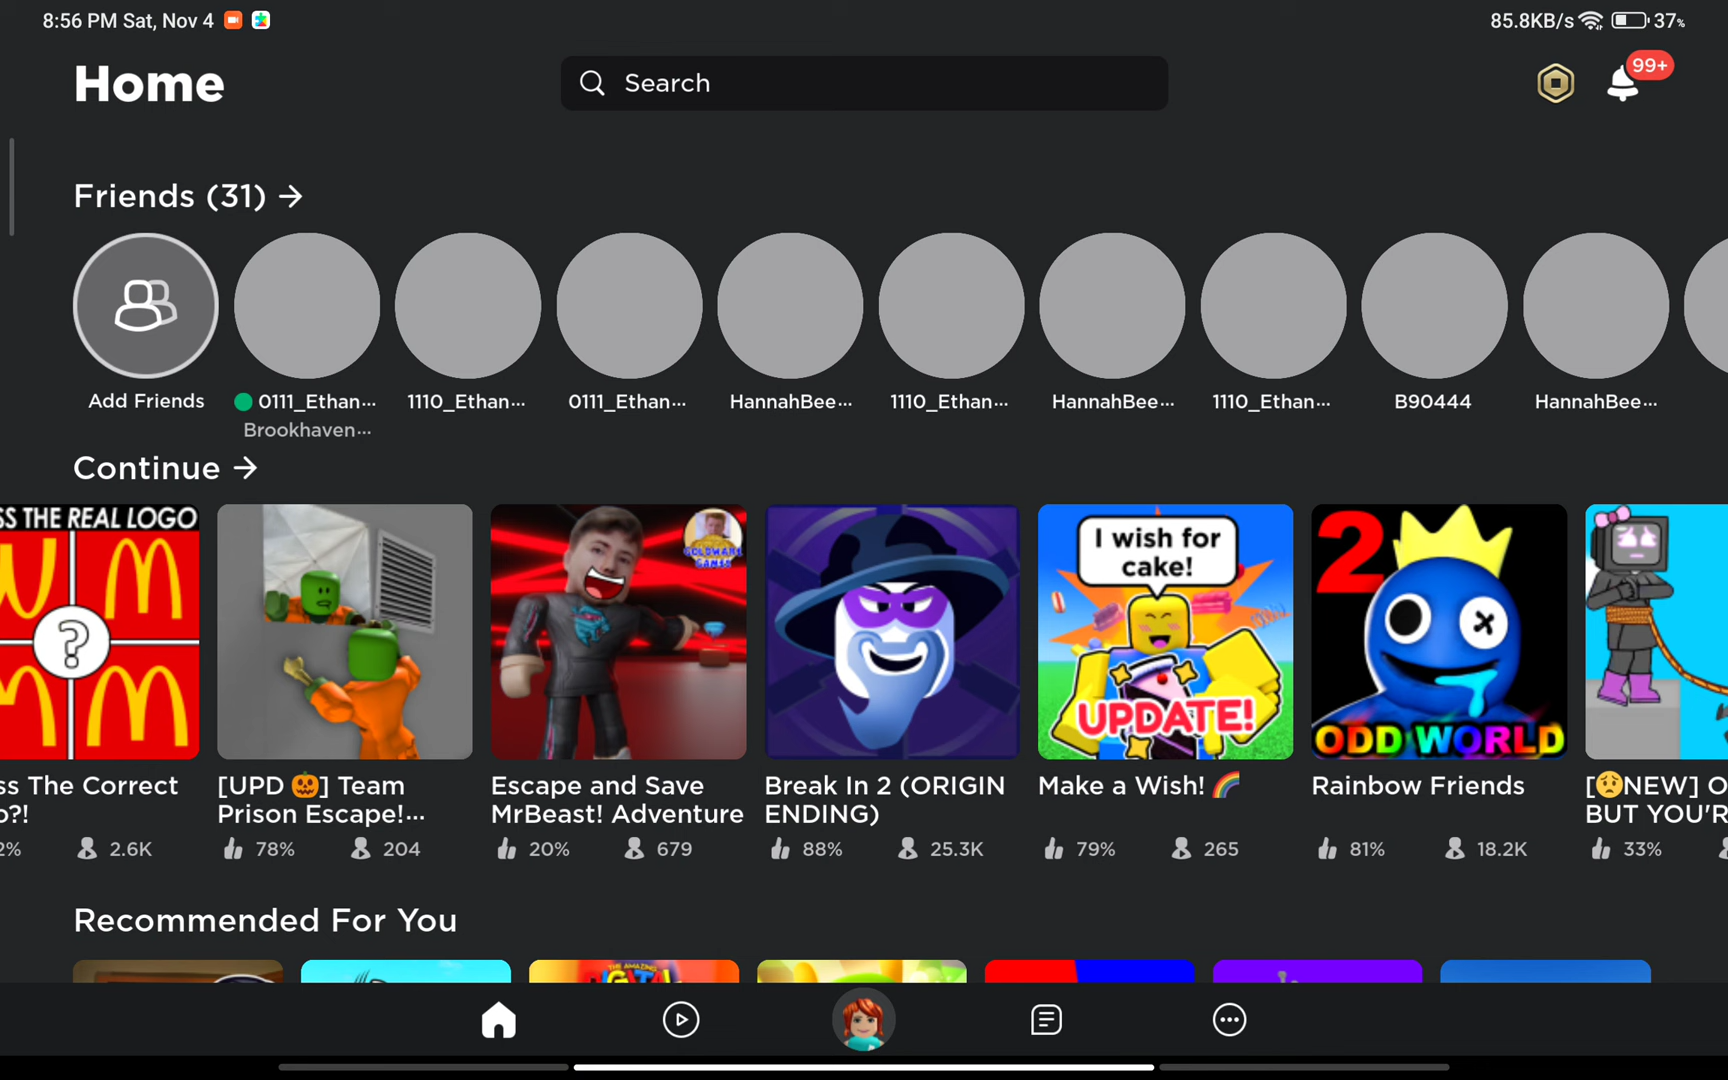 8:56 PM Sat, Nov 4
85.8KB/s 37%
Home
Search
99+
Friends (31) →
Add Friends
0111_Ethan...
1110_Ethan...
0111_Ethan...
HannahBee...
1110_Ethan...
HannahBee...
1110_Ethan...
B90444
HannahBee...
Brookhaven...
Continue →
SS THE REAL LOGO
?
GOLDWARS
GAMES
I wish for
cake!
UPDATE!
2
ODD WORLD
ss The Correct
o?!
[UPD 🎃] Team
Prison Escape!...
Escape and Save
MrBeast! Adventure
Break In 2 (ORIGIN
ENDING)
Make a Wish! 🌈
Rainbow Friends
[😟NEW] O
BUT YOU'R
2% 2.6K
78% 204
20% 679
88% 25.3K
79% 265
81% 18.2K
33%
Recommended For You
THE AMAZING